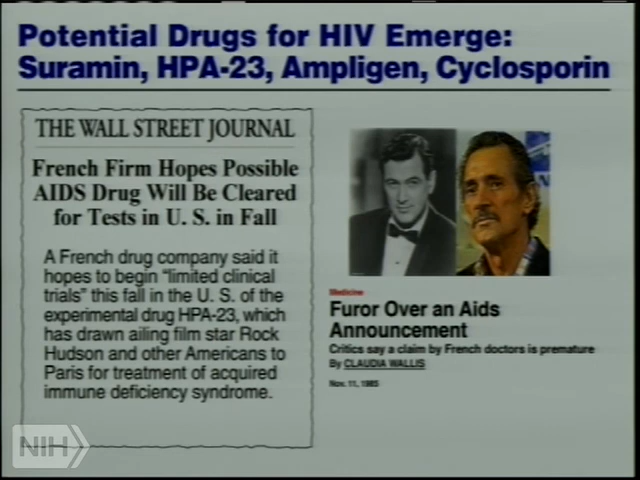 Potential Drugs for HIV Emerge:
Suramin, HPA-23, Ampligen, Cyclosporin
THE WALL STREET JOURNAL
French Firm Hopes Possible
AIDS Drug Will Be Cleared
for Tests in U. S. in Fall
A French drug company said it
hopes to begin “limited clinical
trials” this fall in the U. S. of the
experimental drug HPA-23, which
has drawn ailing film star Rock
Hudson and other Americans to
Paris for treatment of acquired
immune deficiency syndrome.
Medicine
Furor Over an Aids
Announcement
Critics say a claim by French doctors is premature
By CLAUDIA WALLIS
Nov. 11, 1985
NIH